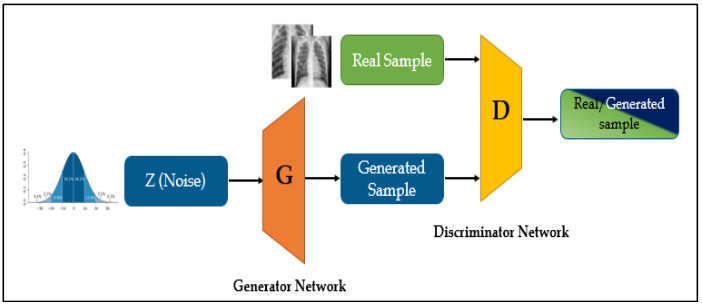 Real Sample
D
Real/Generated
sample
Z (Noise)
G
Generated
Sample
Discriminator Network
Generator Network